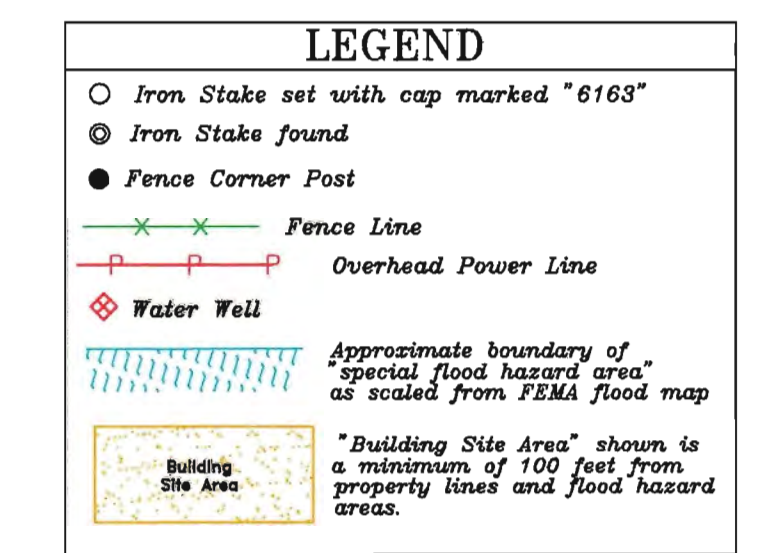 LEGEND
Iron Stake set with cap marked "6163"
Iron Stake found
Fence Corner Post
Fence Line
P P P
Overhead Power Line
Water Well
Approximate boundary of
"special flood hazard area"
as scaled from FEMA flood map
Building
Site Area
"Building Site Area" shown is
a minimum of 100 feet from
property lines and flood hazard
areas.